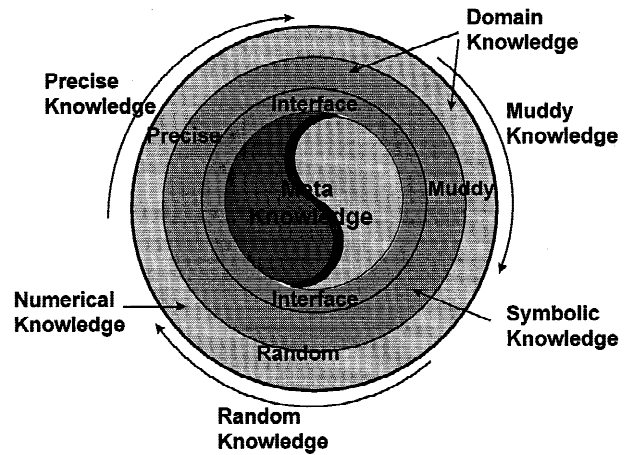 Domain
Knowledge
Precise
Knowledge
Interface
Muddy
Knowledge
Precise
Meta
Knowledge
Muddy
Numerical
Knowledge
Interface
Symbolic
Knowledge
Random
Random
Knowledge